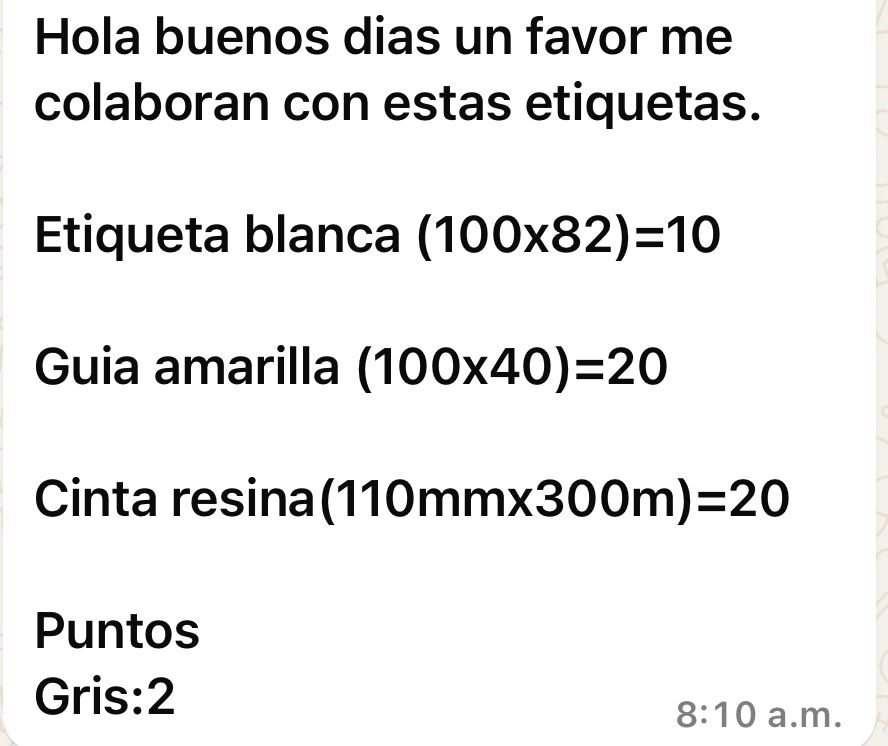 Hola buenos dias un favor me
colaboran con estas etiquetas.
Etiqueta blanca (100x82)=10
Guia amarilla (100x40)=20
Cinta resina(110mmx300m)=20
Puntos
Gris:2
8:10 a.m.